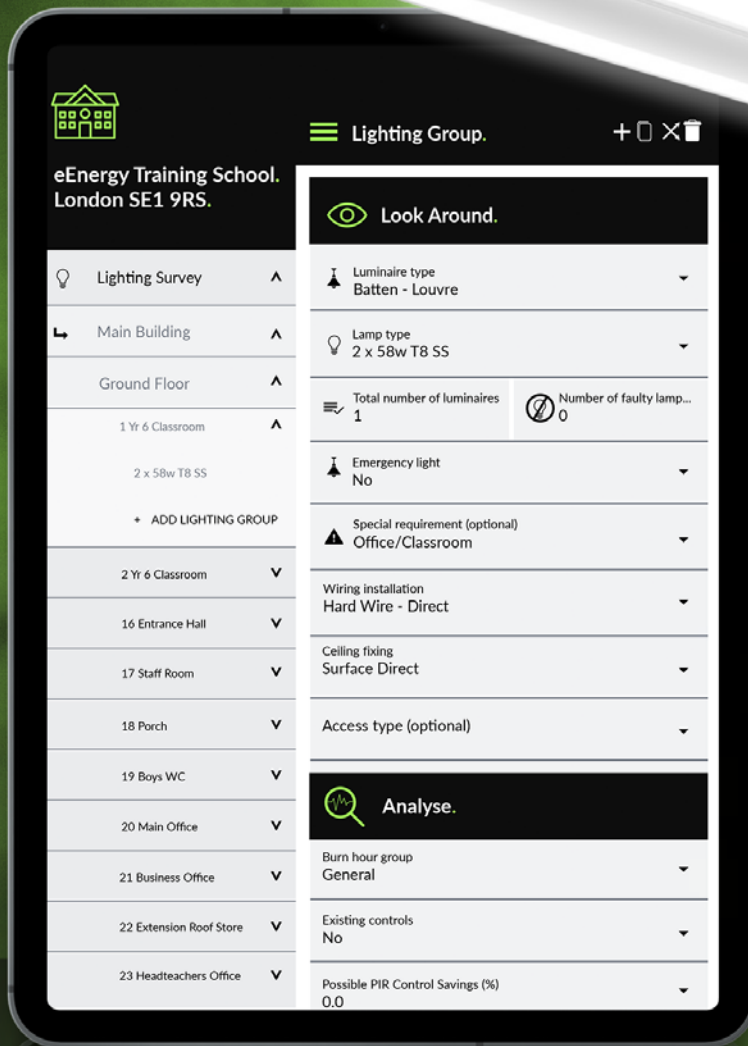 eEnergy Training School.
London SE1 9RS.
Lighting Survey
Main Building
Ground Floor
1 Yr 6 Classroom
2 x 58w T8 SS
+ ADD LIGHTING GROUP
2 Yr 6 Classroom
16 Entrance Hall
17 Staff Room
18 Porch
19 Boys WC
20 Main Office
21 Business Office
22 Extension Roof Store
23 Headteachers Office
Lighting Group.
Look Around.
Luminaire type
Batten - Louvre
Lamp type
2 x 58w T8 SS
Total number of luminaires
1
Number of faulty lamp...
0
Emergency light
No
Special requirement (optional)
Office/Classroom
Wiring installation
Hard Wire - Direct
Ceiling fixing
Surface Direct
Access type (optional)
Analyse.
Burn hour group
General
Existing controls
No
Possible PIR Control Savings (%)
0.0